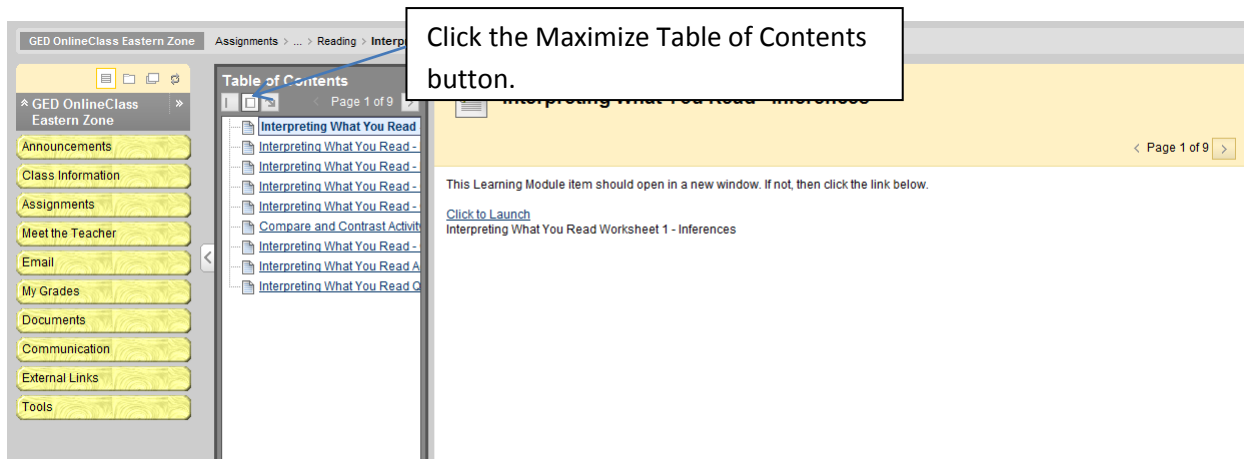 Click the Maximize Table of Contents
button.
GED OnlineClass Eastern Zone
Assignments > ... > Reading >
Table of Contents
Page 1 of 9
GED OnlineClass
Eastern Zone
Announcements
Class Information
Assignments
Meet the Teacher
Email
My Grades
Documents
Communication
External Links
Tools
Interpreting What You Read
Interpreting What You Read -
Interpreting What You Read -
Interpreting What You Read -
Interpreting What You Read -
Compare and Contrast
Interpreting What You Read -
Interpreting What You Read A
Interpreting What You Read Q
Interpreting What You Read - Inferences
< Page 1 of 9 >
This Learning Module item should open in a new window. If not, then click the link below.
Click to Launch
Interpreting What You Read Worksheet 1 - Inferences